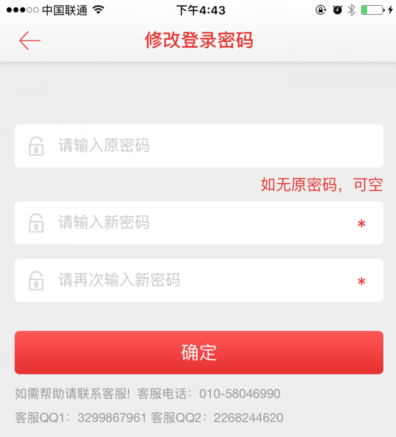 中国联通 下午4:43
修改登录密码
请输入原密码
如无原密码，可空
请输入新密码 *
请再次输入新密码 *
确定
如需帮助请联系客服! 客服电话：010-58046990
客服QQ1：3299867961 客服QQ2：2268244620